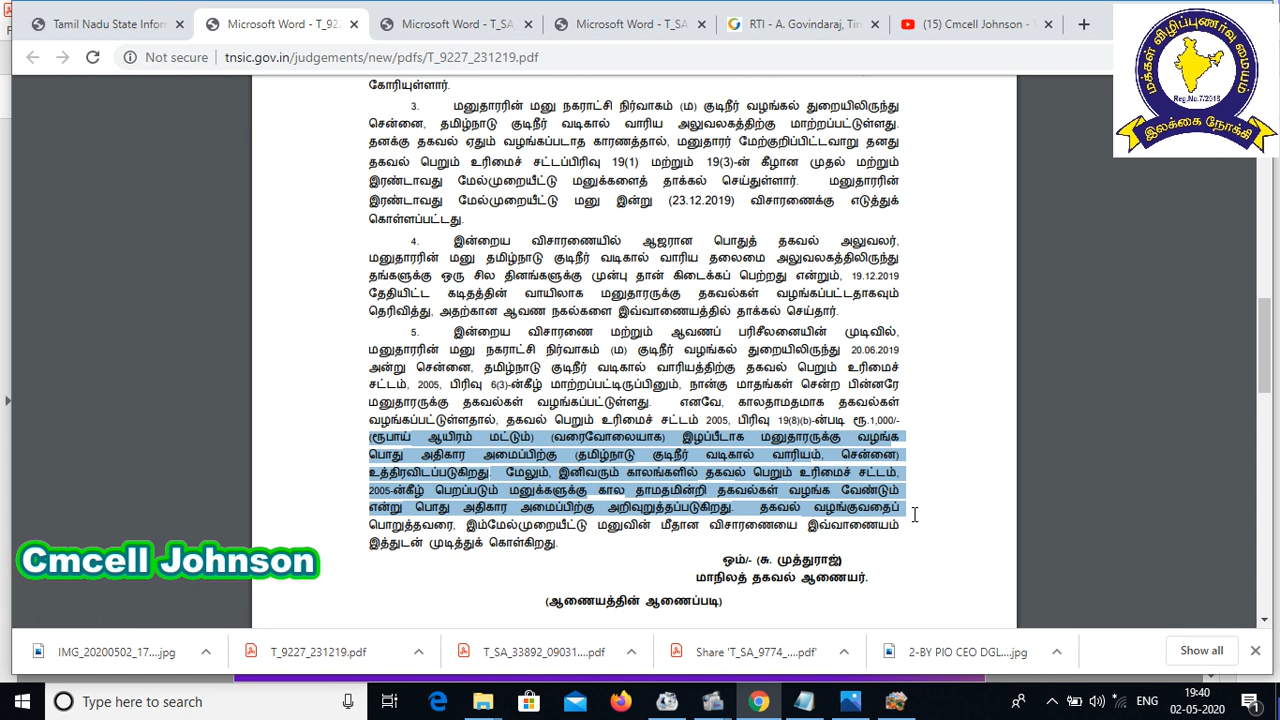 Tamil Nadu State Infor
Microsoft Word - T_922
Microsoft Word - T_SA
Microsoft Word - T_SA
RTI - A. Govindaraj, Tin
(15) Cmcell Johnson -
Not secure
tnsic.gov.in/judgements/new/pdfs/T_9227_231219.pdf
மக்கள் விழிப்புணர்வு மையம்
Reg.No.7/2018
இலக்கை நோக்கி
கோரியுள்ளார்.
3. மனுதாரரின் மனு நகராட்சி நிர்வாகம் (ம) குடிநீர் வழங்கல் துறையிலிருந்து
சென்னை, தமிழ்நாடு குடிநீர் வடிகால் வாரிய அலுவலகத்திற்கு மாற்றப்பட்டுள்ளது.
தனக்கு தகவல் ஏதும் வழங்கப்படாத காரணத்தால், மனுதாரர் மேற்குறிப்பிட்டவாறு தனது
தகவல் பெறும் உரிமைச் சட்டப்பிரிவு 19(1) மற்றும் 19(3)-ன் கீழான முதல் மற்றும்
இரண்டாவது மேல்முறையீட்டு மனுக்களைத் தாக்கல் செய்துள்ளார். மனுதாரரின்
இரண்டாவது மேல்முறையீட்டு மனு இன்று (23.12.2019) விசாரணைக்கு எடுத்துக்
கொள்ளப்பட்டது.
4. இன்றைய விசாரணையில் ஆஜரான பொதுத் தகவல் அலுவலர்,
மனுதாரரின் மனு தமிழ்நாடு குடிநீர் வடிகால் வாரிய தலைமை அலுவலகத்திலிருந்து
தங்களுக்கு ஒரு சில தினங்களுக்கு முன்பு தான் கிடைக்கப் பெற்றது என்றும், 19.12.2019
தேதியிட்ட கடிதத்தின் வாயிலாக மனுதாரருக்கு தகவல்கள் வழங்கப்பட்டதாகவும்
தெரிவித்து, அதற்கான ஆவண நகல்களை இவ்வாணையத்தில் தாக்கல் செய்தார்.
5. இன்றைய விசாரணை மற்றும் ஆவணப் பரிசீலனையின் முடிவில்,
மனுதாரரின் மனு நகராட்சி நிர்வாகம் (ம) குடிநீர் வழங்கல் துறையிலிருந்து 20.06.2019
அன்று சென்னை, தமிழ்நாடு குடிநீர் வடிகால் வாரியத்திற்கு தகவல் பெறும் உரிமைச்
சட்டம், 2005, பிரிவு 6(3)-ன்கீழ் மாற்றப்பட்டிருப்பினும், நான்கு மாதங்கள் சென்ற பின்னரே
மனுதாரருக்கு தகவல்கள் வழங்கப்பட்டுள்ளது. எனவே, காலதாமதமாக தகவல்கள்
வழங்கப்பட்டுள்ளதால், தகவல் பெறும் உரிமைச் சட்டம் 2005, பிரிவு 19(8)(b)-ன்படி ரூ.1,000/-
(ரூபாய் ஆயிரம் மட்டும்) (வரைவோலையாக) இழப்பீடாக மனுதாரருக்கு வழங்க
பொது அதிகார அமைப்பிற்கு (தமிழ்நாடு குடிநீர் வடிகால் வாரியம், சென்னை)
உத்திரவிடப்படுகிறது. மேலும், இனிவரும் காலங்களில் தகவல் பெறும் உரிமைச் சட்டம்,
2005-ன்கீழ் பெறப்படும் மனுக்களுக்கு கால தாமதமின்றி தகவல்கள் வழங்க வேண்டும்
என்று பொது அதிகார அமைப்பிற்கு அறிவுறுத்தப்படுகிறது. தகவல் வழங்குவதைப்
பொறுத்தவரை, இம்மேல்முறையீட்டு மனுவின் மீதான விசாரணையை இவ்வாணையம்
இத்துடன் முடித்துக் கொள்கிறது.
ஒம்/- (சு. முத்துராஜ்)
மாநிலத் தகவல் ஆணையர்.
(ஆணையத்தின் ஆணைப்படி)
Cmcell Johnson
IMG_20200502_17....jpg
T_9227_231219.pdf
T_SA_33892_09031....pdf
Share 'T_SA_9774_....pdf'
2-BY PIO CEO DGL....jpg
Show all
Type here to search
ENG
19:40
02-05-2020
1